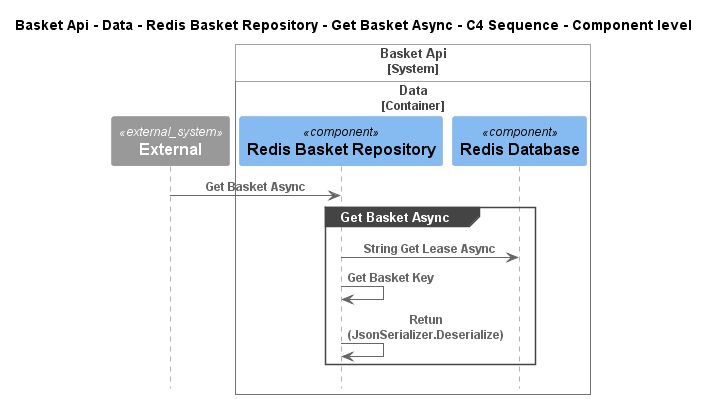 Basket Api - Data - Redis Basket Repository - Get Basket Async - C4 Sequence - Component level
Basket Api
[System]
Data
[Container]
«external_system»
External
«component»
Redis Basket Repository
«component»
Redis Database
Get Basket Async
Get Basket Async
String Get Lease Async
Get Basket Key
Retun
(JsonSerializer.Deserialize)